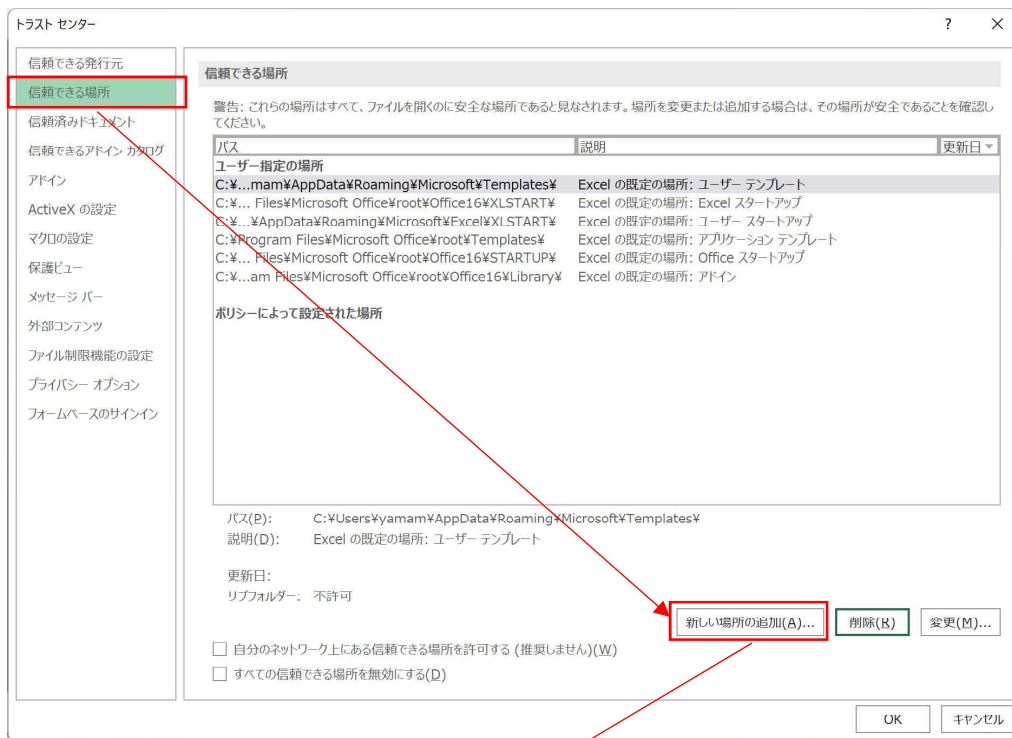 トラスト センター
? ×
信頼できる発行元
信頼できる場所
信頼済みドキュメント
信頼できるアドイン カタログ
アドイン
ActiveX の設定
マクロの設定
保護ビュー
メッセージ バー
外部コンテンツ
ファイル制限機能の設定
プライバシー オプション
フォームベースのサインイン
信頼できる場所
警告: これらの場所はすべて、ファイルを開くのに安全な場所であると見なされます。場所を変更または追加する場合は、その場所が安全であることを確認し
てください。
パス 説明 更新日
ユーザー指定の場所
C:¥...mam¥AppData¥Roaming¥Microsoft¥Templates¥ Excel の既定の場所: ユーザー テンプレート
C:¥... Files¥Microsoft Office¥root¥Office16¥XLSTART¥ Excel の既定の場所: Excel スタートアップ
C:¥...¥AppData¥Roaming¥Microsoft¥Excel¥XLSTART¥ Excel の既定の場所: ユーザー スタートアップ
C:¥Program Files¥Microsoft Office¥root¥Templates¥ Excel の既定の場所: アプリケーション テンプレート
C:¥... Files¥Microsoft Office¥root¥Office16¥STARTUP¥ Excel の既定の場所: Office スタートアップ
C:¥...am Files¥Microsoft Office¥root¥Office16¥Library¥ Excel の既定の場所: アドイン
ポリシーによって設定された場所
パス(P): C:¥Users¥yamam¥AppData¥Roaming¥Microsoft¥Templates¥
説明(D): Excel の既定の場所: ユーザー テンプレート
更新日:
リブフォルダー: 不許可
新しい場所の追加(A)... 削除(R) 変更(M)...
自分のネットワーク上にある信頼できる場所を許可する (推奨しません)(W)
すべての信頼できる場所を無効にする(D)
OK キャンセル